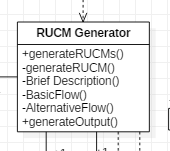 RUCM Generator
+generateRUCMs()
-generateRUCM()
-Brief Description()
-BasicFlow()
-AlternativeFlow()
+generateOutput()